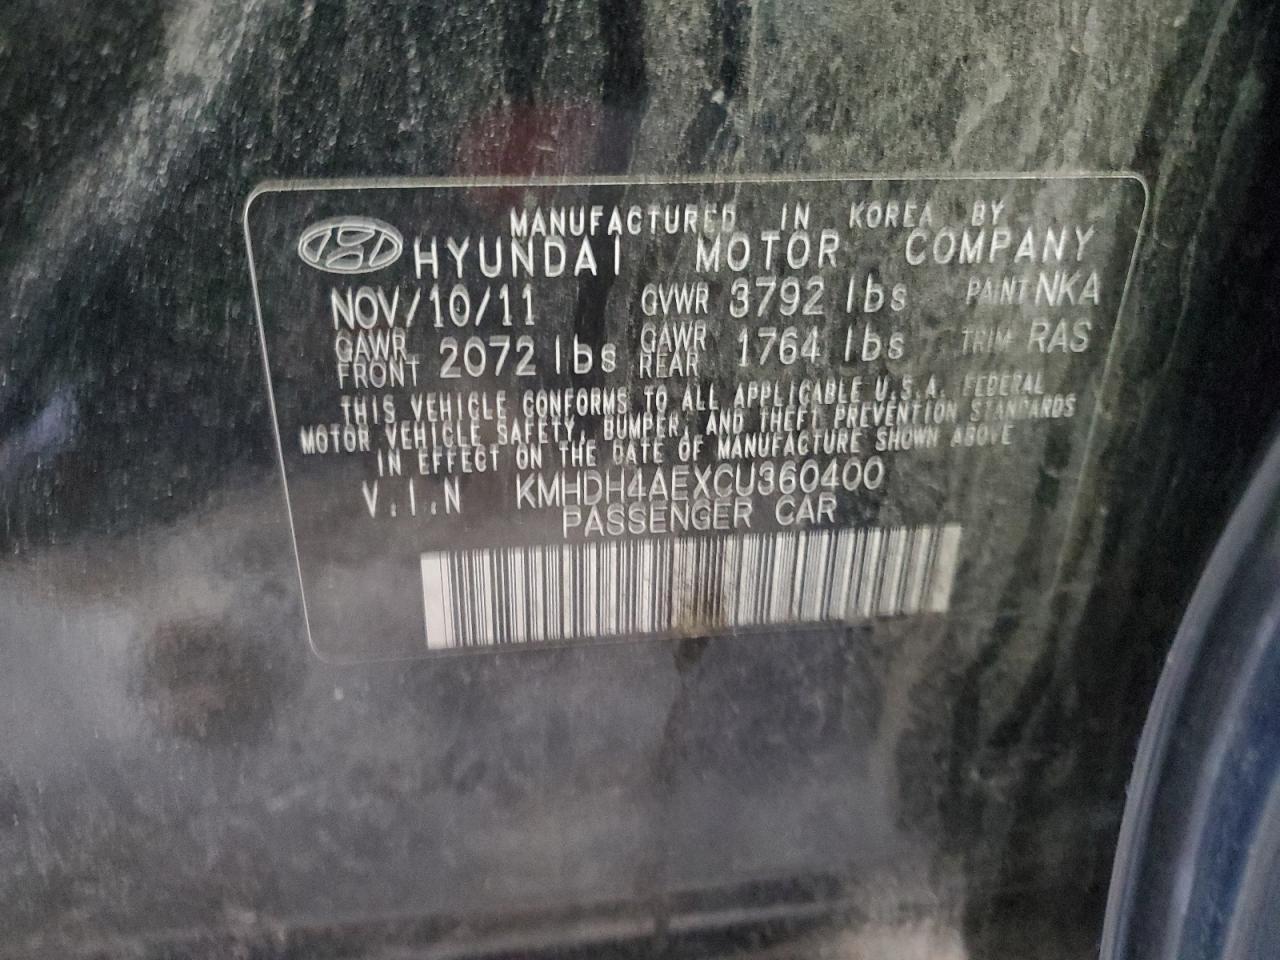 MANUFACTURED IN KOREA BY
HYUNDAI MOTOR COMPANY
NOV/10/11 GVWR 3792 lbs PAINT NKA
GAWR FRONT 2072 lbs GAWR REAR 1764 lbs TRIM RAS
THIS VEHICLE CONFORMS TO ALL APPLICABLE U.S.A. FEDERAL
MOTOR VEHICLE SAFETY, BUMPER, AND THEFT PREVENTION STANDARDS
IN EFFECT ON THE DATE OF MANUFACTURE SHOWN ABOVE
V.I.N KMHDH4AEXCU360400
PASSENGER CAR